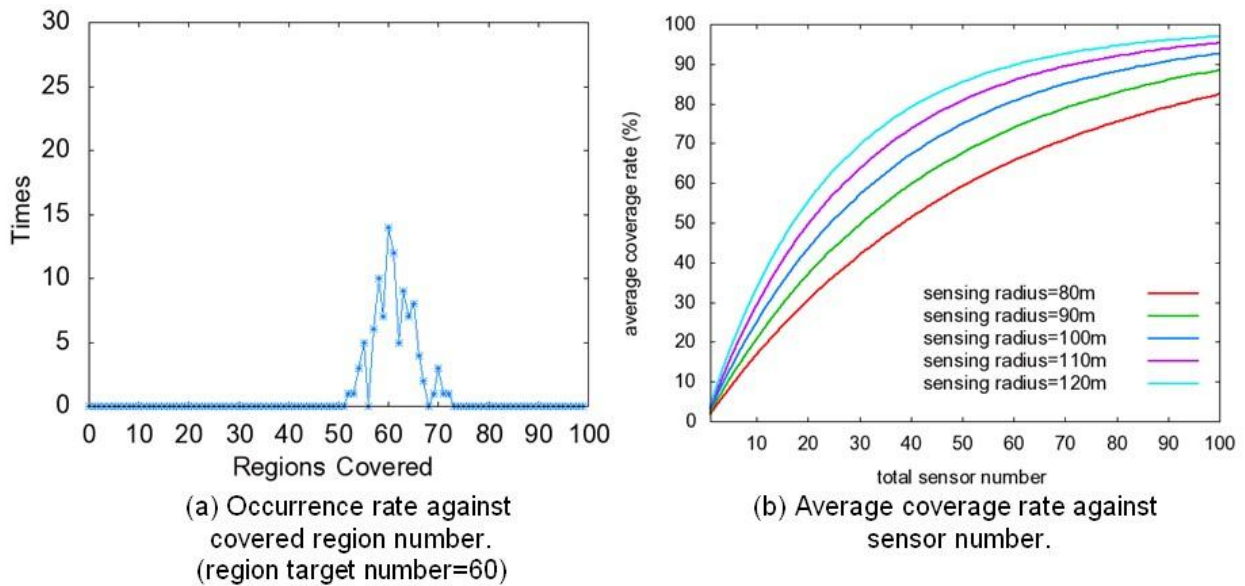 30
25
20
15
10
5
0
Times
0 10 20 30 40 50 60 70 80 90 100
Regions Covered
(a) Occurrence rate against
covered region number.
(region target number=60)
100
90
80
70
60
50
40
30
20
10
0
average coverage rate (%)
sensing radius=80m
sensing radius=90m
sensing radius=100m
sensing radius=110m
sensing radius=120m
10 20 30 40 50 60 70 80 90 100
total sensor number
(b) Average coverage rate against
sensor number.